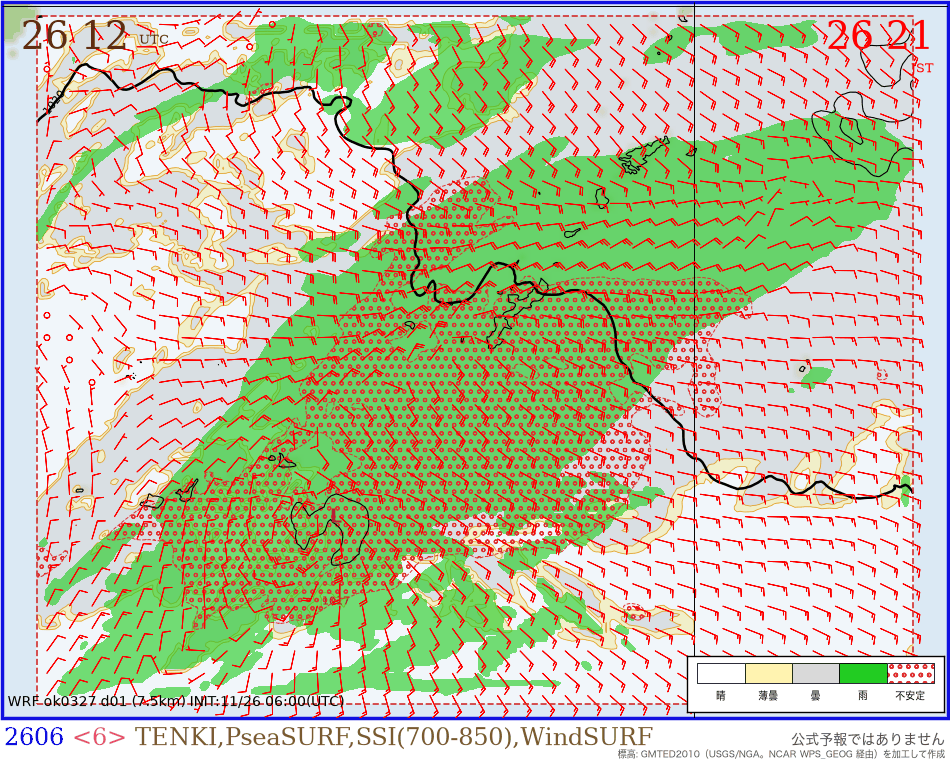 26 12 UTC
26 21
JST
1020
1017
晴 薄曇 曇 雨 不安定
WRF ok0327 d01 (7.5km) INIT:11/26 06:00(UTC)
2606 <6> TENKI,PseaSURF,SSI(700-850),WindSURF
公式予報ではありません
標高: GMTED2010（USGS/NGA。NCAR WPS_GEOG 経由）を加工して作成